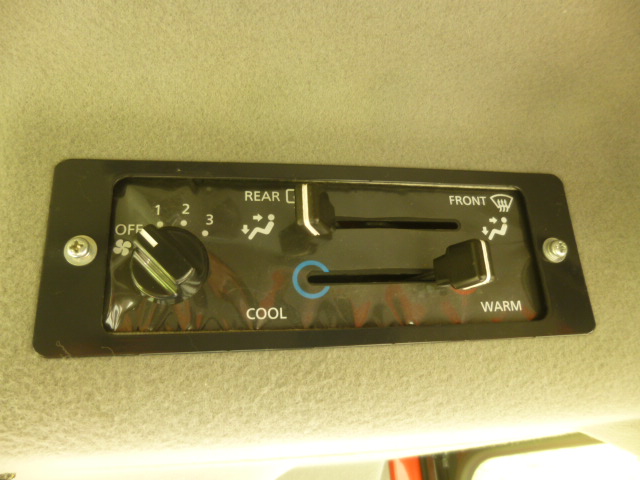 REAR
FRONT
OFF 1 2 3
COOL
WARM